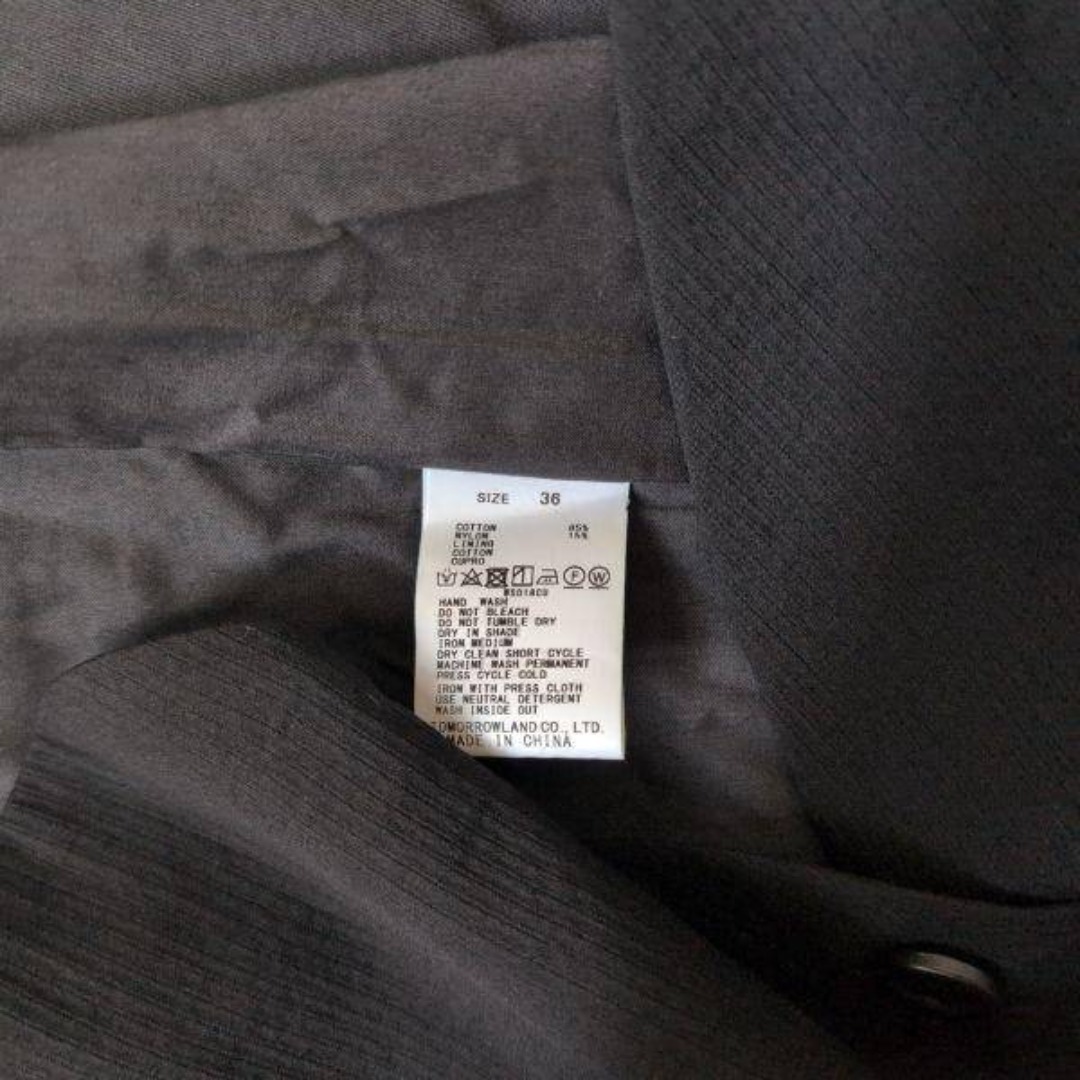 SIZE 36
COTTON 85%
NYLON 15%
LINING
COTTON
CUPRO
F W
HAND WASH
DO NOT BLEACH
DO NOT TUMBLE DRY
DRY IN SHADE
IRON MEDIUM
DRY CLEAN SHORT CYCLE
MACHINE WASH PERMANENT
PRESS CYCLE COLD
IRON WITH PRESS CLOTH
USE NEUTRAL DETERGENT
WASH INSIDE OUT
TOMORROWLAND CO., LTD.
MADE IN CHINA